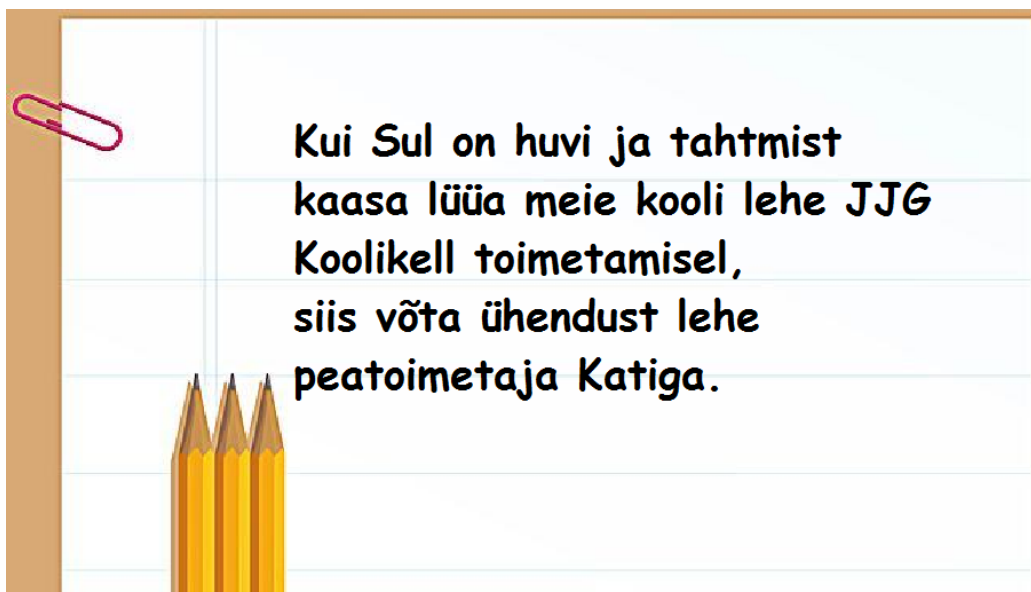 Kui Sul on huvi ja tahtmist
kaasa lüüa meie kooli lehe JJG
Koolikell toimetamisel,
siis võta ühendust lehe
peatoimetaja Katiga.